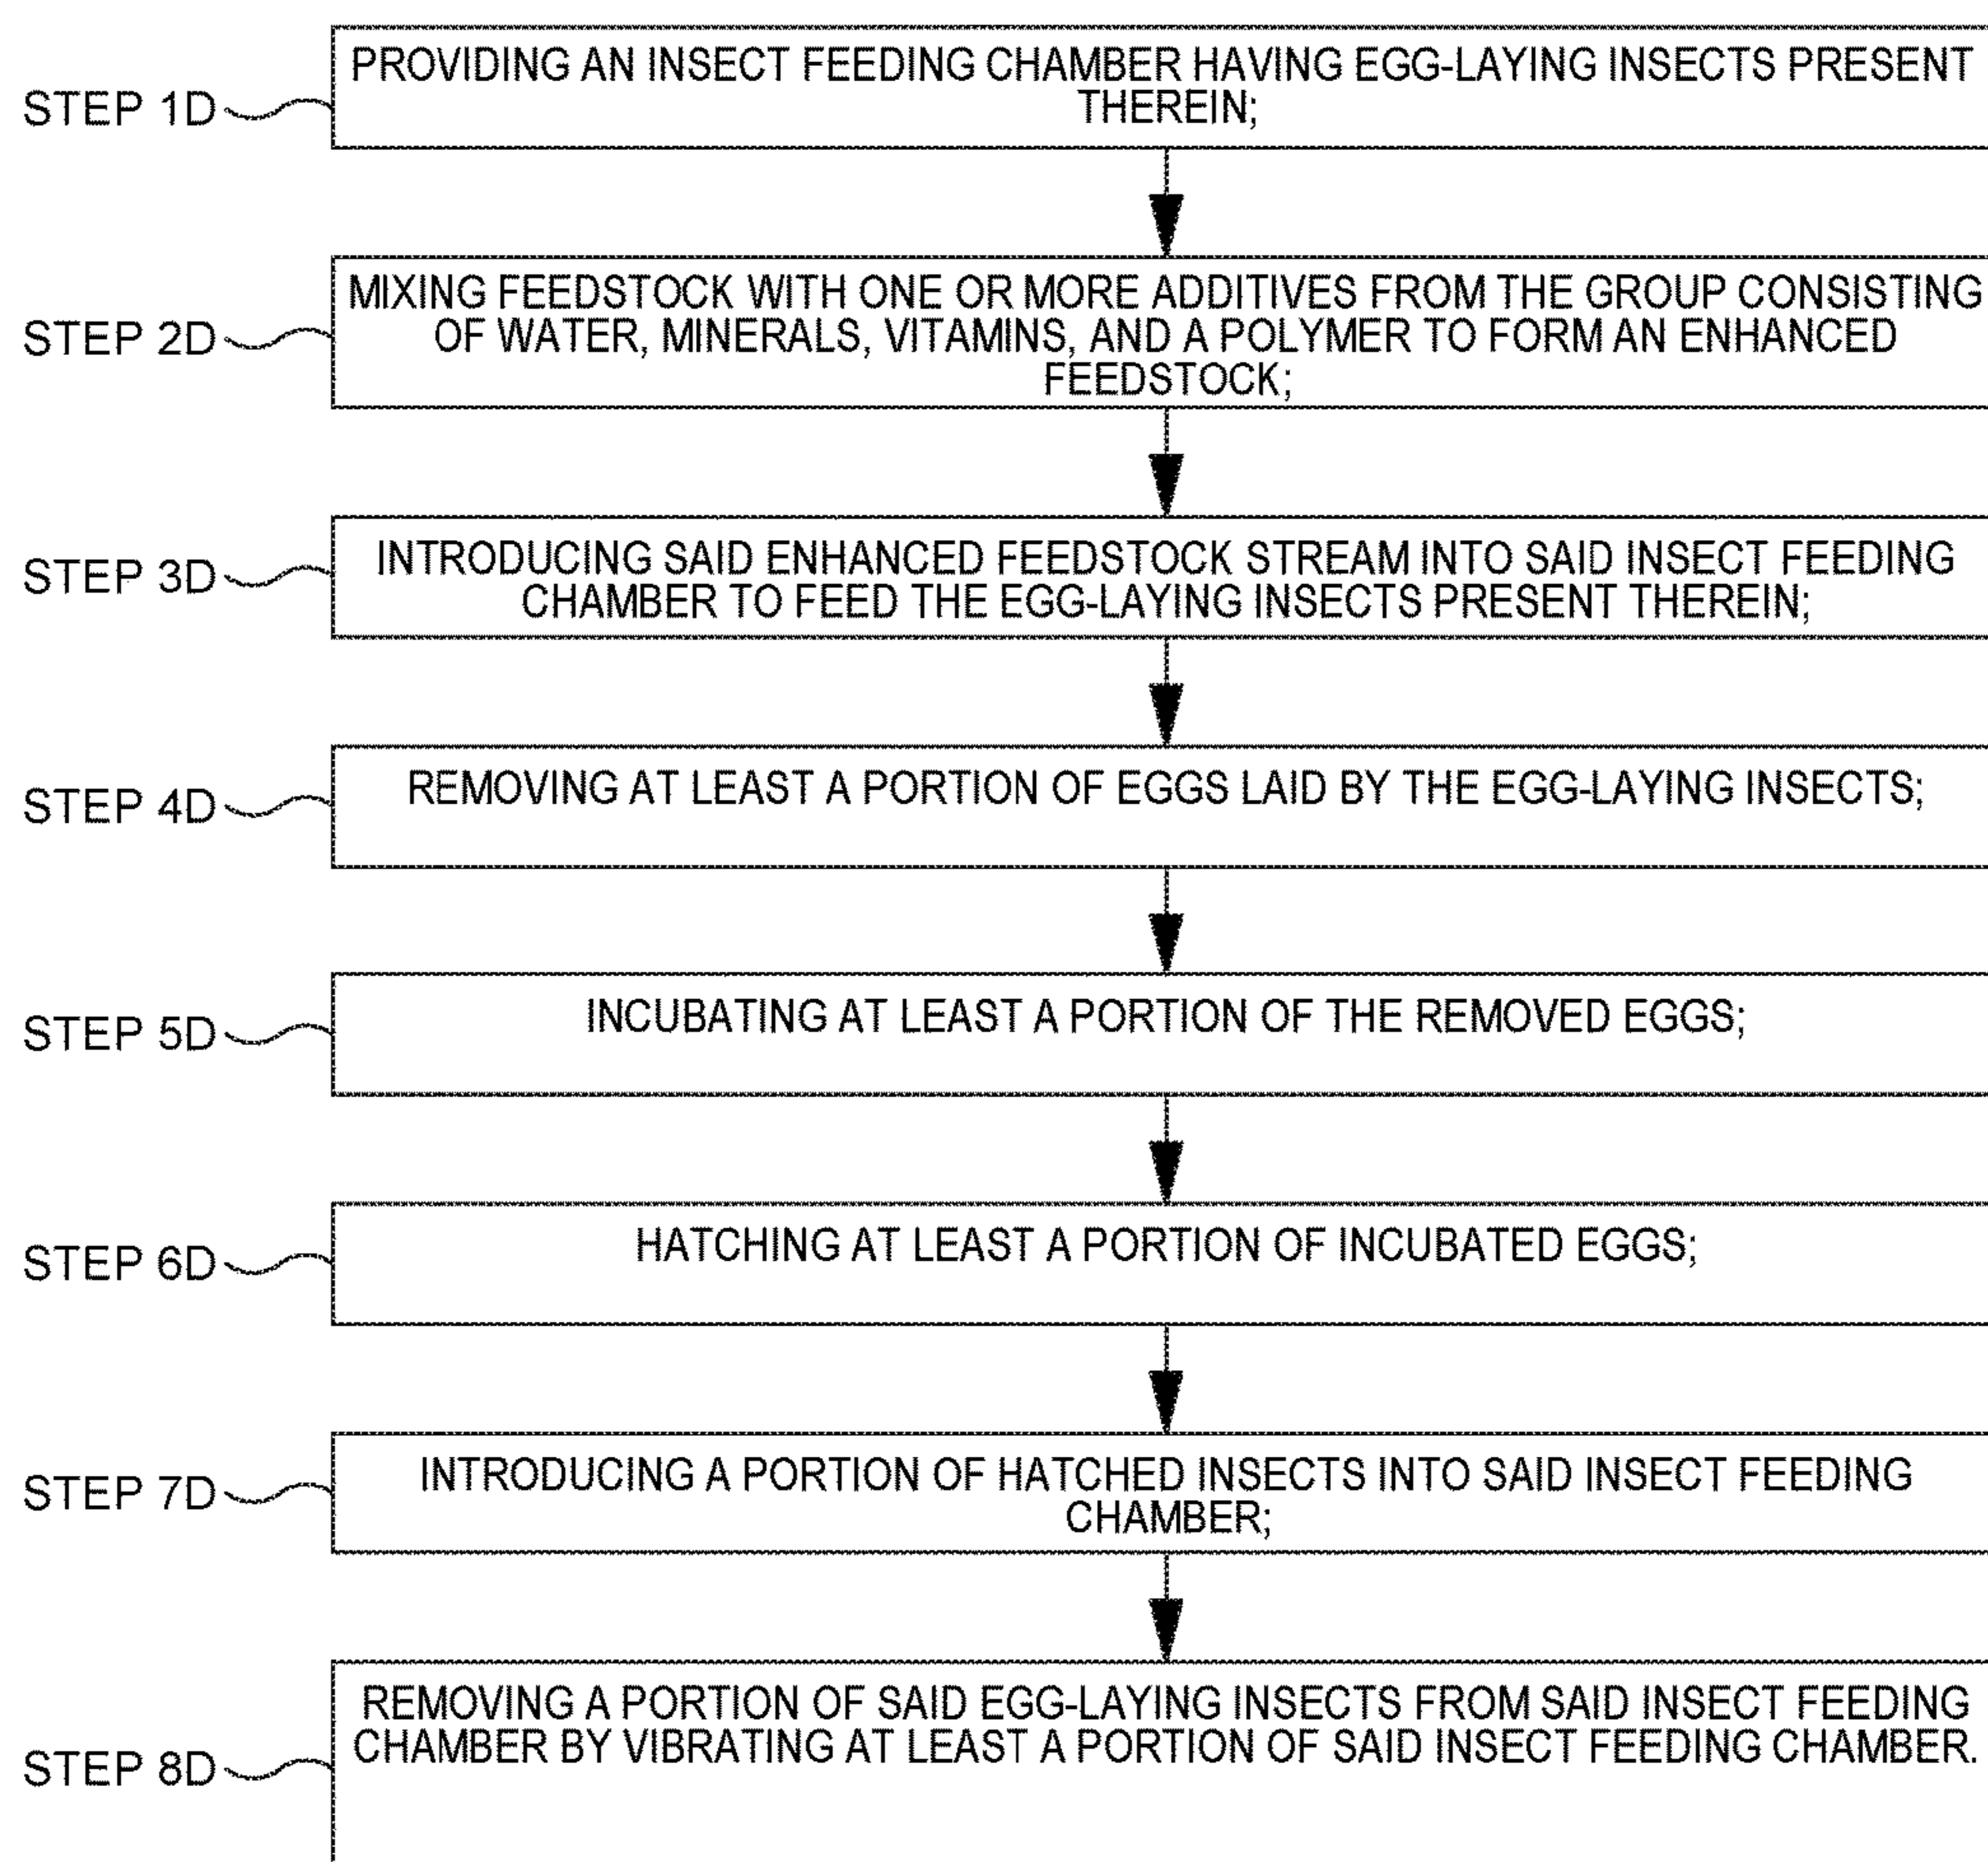 STEP 1D
PROVIDING AN INSECT FEEDING CHAMBER HAVING EGG-LAYING INSECTS PRESENT
THEREIN;
STEP 2D
MIXING FEEDSTOCK WITH ONE OR MORE ADDITIVES FROM THE GROUP CONSISTING
OF WATER, MINERALS, VITAMINS, AND A POLYMER TO FORM AN ENHANCED
FEEDSTOCK;
STEP 3D
INTRODUCING SAID ENHANCED FEEDSTOCK STREAM INTO SAID INSECT FEEDING
CHAMBER TO FEED THE EGG-LAYING INSECTS PRESENT THEREIN;
STEP 4D
REMOVING AT LEAST A PORTION OF EGGS LAID BY THE EGG-LAYING INSECTS;
STEP 5D
INCUBATING AT LEAST A PORTION OF THE REMOVED EGGS;
STEP 6D
HATCHING AT LEAST A PORTION OF INCUBATED EGGS;
STEP 7D
INTRODUCING A PORTION OF HATCHED INSECTS INTO SAID INSECT FEEDING
CHAMBER;
STEP 8D
REMOVING A PORTION OF SAID EGG-LAYING INSECTS FROM SAID INSECT FEEDING
CHAMBER BY VIBRATING AT LEAST A PORTION OF SAID INSECT FEEDING CHAMBER.